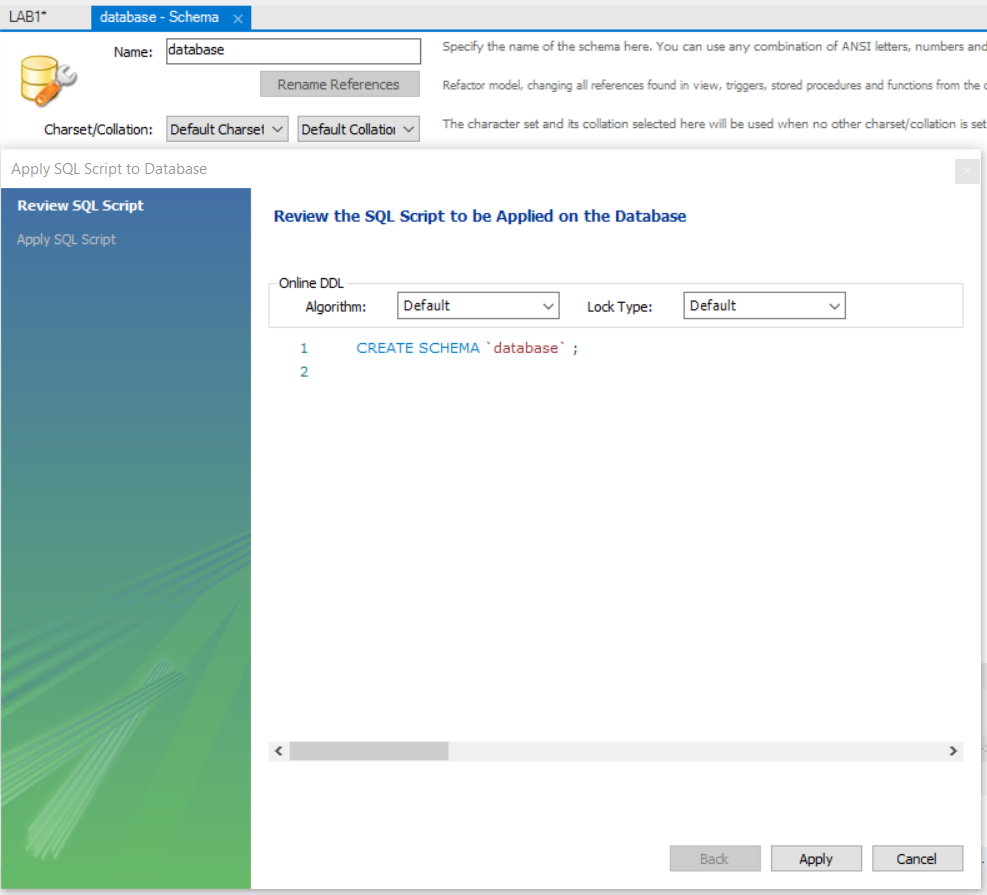 LAB1*
database - Schema
Name: database
Specify the name of the schema here. You can use any combination of ANSI letters, numbers and
Rename References
Refactor model, changing all references found in view, triggers, stored procedures and functions from the
Charset/Collation: Default Charset Default Collation
The character set and its collation selected here will be used when no other charset/collation is set
Apply SQL Script to Database
Review SQL Script
Apply SQL Script
Review the SQL Script to be Applied on the Database
Online DDL
Algorithm: Default Lock Type: Default
1 CREATE SCHEMA `database` ;
2
Back Apply Cancel